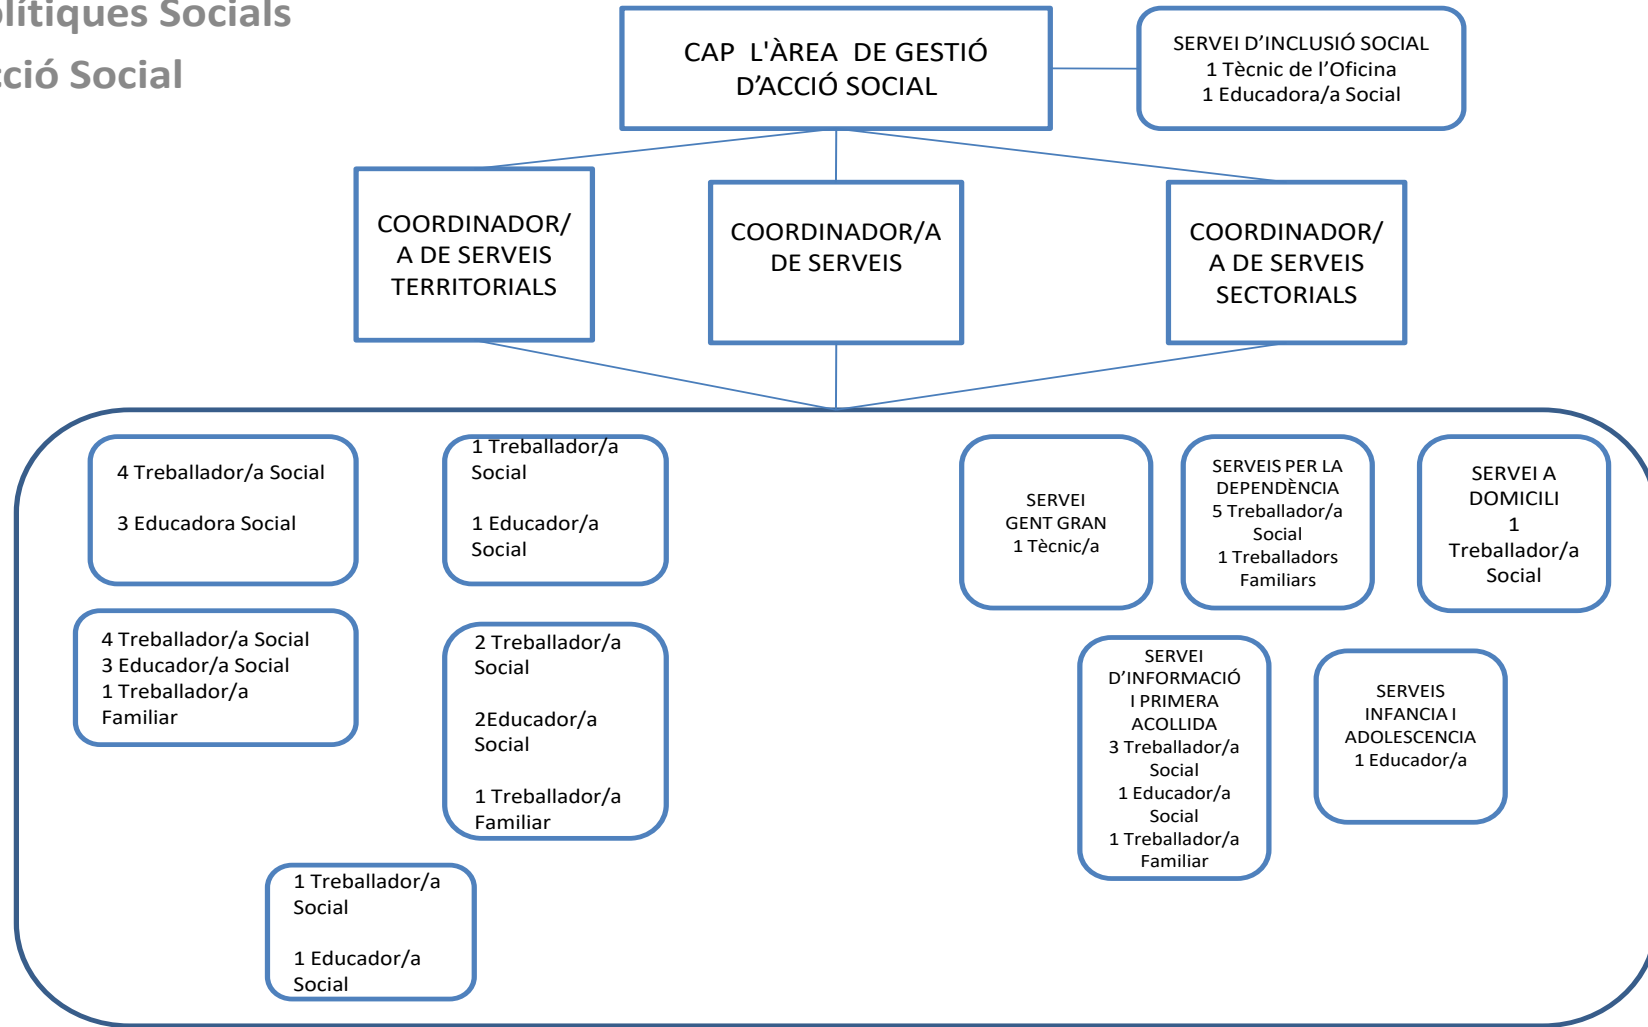 Socials
Social
CAP L'ÀREA DE GESTIÓ
D'ACCIÓ SOCIAL
SERVEI D’INCLUSIÓ SOCIAL
1 Tècnic de l’Oficina
1 Educadora/a Social
COORDINADOR/
A DE SERVEIS
TERRITORIALS
COORDINADOR/A
DE SERVEIS
COORDINADOR/
A DE SERVEIS
SECTORIALS
4 Treballador/a Social
3 Educadora Social
1 Treballador/a
Social
1 Educador/a
Social
SERVEI
GENT GRAN
1 Tècnic/a
SERVEIS PER LA
DEPENDÈNCIA
5 Treballador/a
Social
1 Treballadors
Familiars
SERVEI A
DOMICILI
1
Treballador/a
Social
4 Treballador/a Social
3 Educador/a Social
1 Treballador/a
Familiar
2 Treballador/a
Social
2Educador/a
Social
1 Treballador/a
Familiar
SERVEI
D’INFORMACIÓ
I PRIMERA
ACOLLIDA
3 Treballador/a
Social
1 Educador/a
Social
1 Treballador/a
Familiar
SERVEIS
INFANCIA I
ADOLESCENCIA
1 Educador/a
1 Treballador/a
Social
1 Educador/a
Social